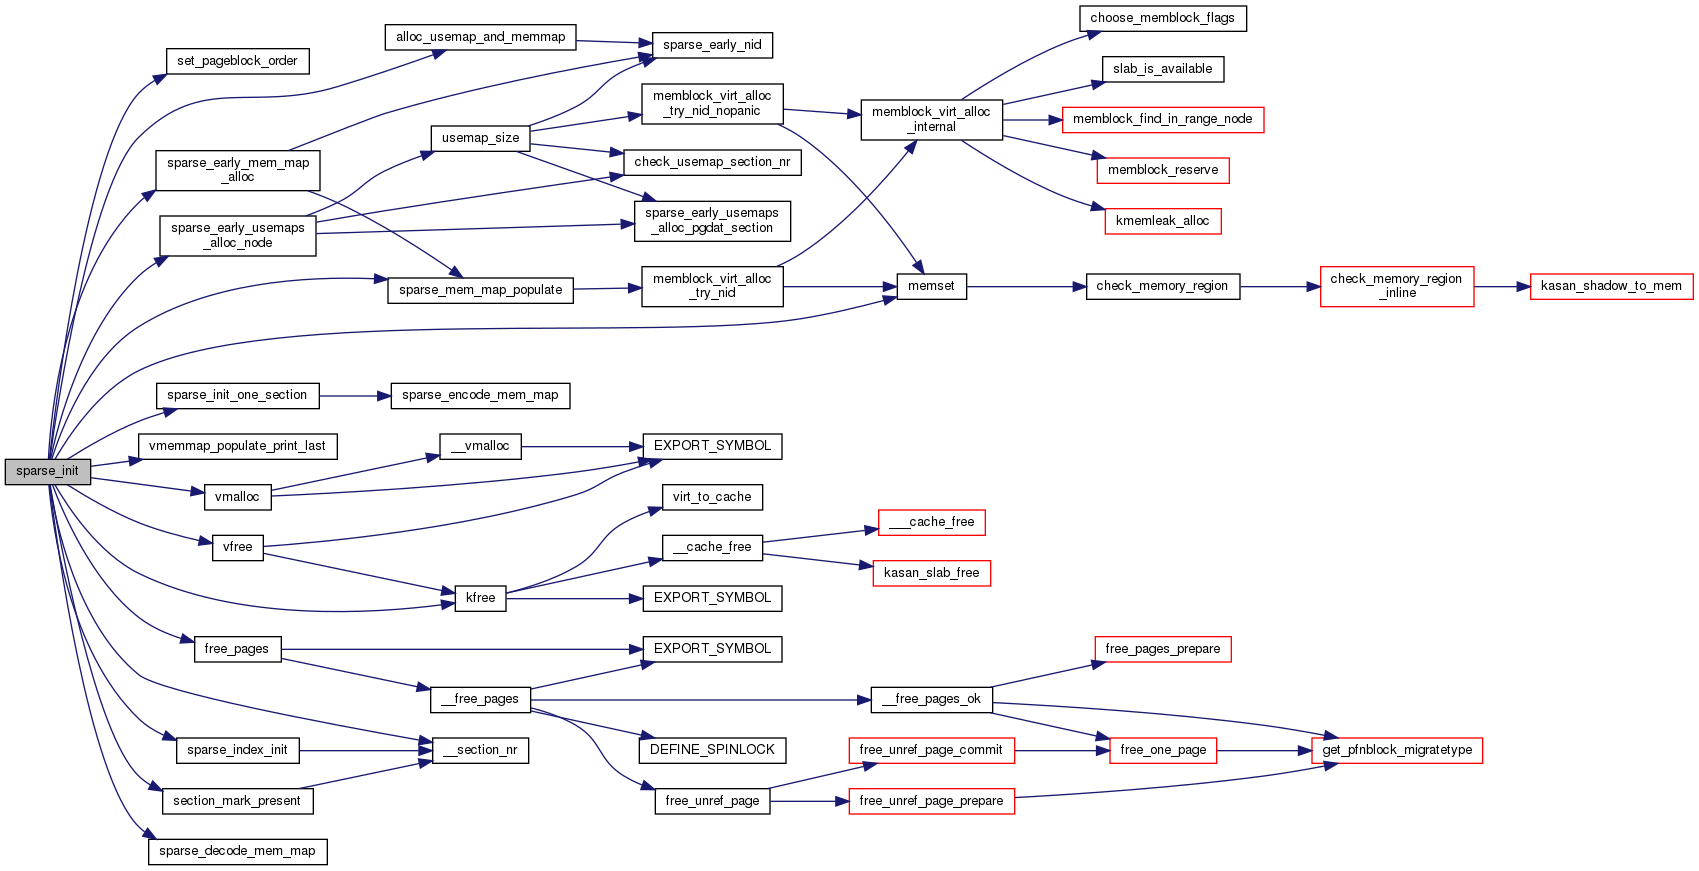 sparse_init
set_pageblock_order
alloc_usemap_and_memmap
sparse_early_mem_map
_alloc
sparse_early_usemaps
_alloc_node
usemap_size
sparse_mem_map_populate
sparse_init_one_section
sparse_encode_mem_map
vmemmap_populate_print_last
vmalloc
__vmalloc
vfree
kfree
free_pages
__free_pages
sparse_index_init
__section_nr
section_mark_present
sparse_decode_mem_map
sparse_early_nid
memblock_virt_alloc
_try_nid_nopanic
check_usemap_section_nr
sparse_early_usemaps
_alloc_pgdat_section
memblock_virt_alloc
_try_nid
EXPORT_SYMBOL
virt_to_cache
__cache_free
EXPORT_SYMBOL
EXPORT_SYMBOL
DEFINE_SPINLOCK
free_unref_page
memblock_virt_alloc
_internal
memset
___cache_free
kasan_slab_free
__free_pages_ok
free_unref_page_commit
free_unref_page_prepare
choose_memblock_flags
slab_is_available
memblock_find_in_range_node
memblock_reserve
kmemleak_alloc
check_memory_region
free_pages_prepare
free_one_page
check_memory_region
_inline
get_pfnblock_migratetype
kasan_shadow_to_mem